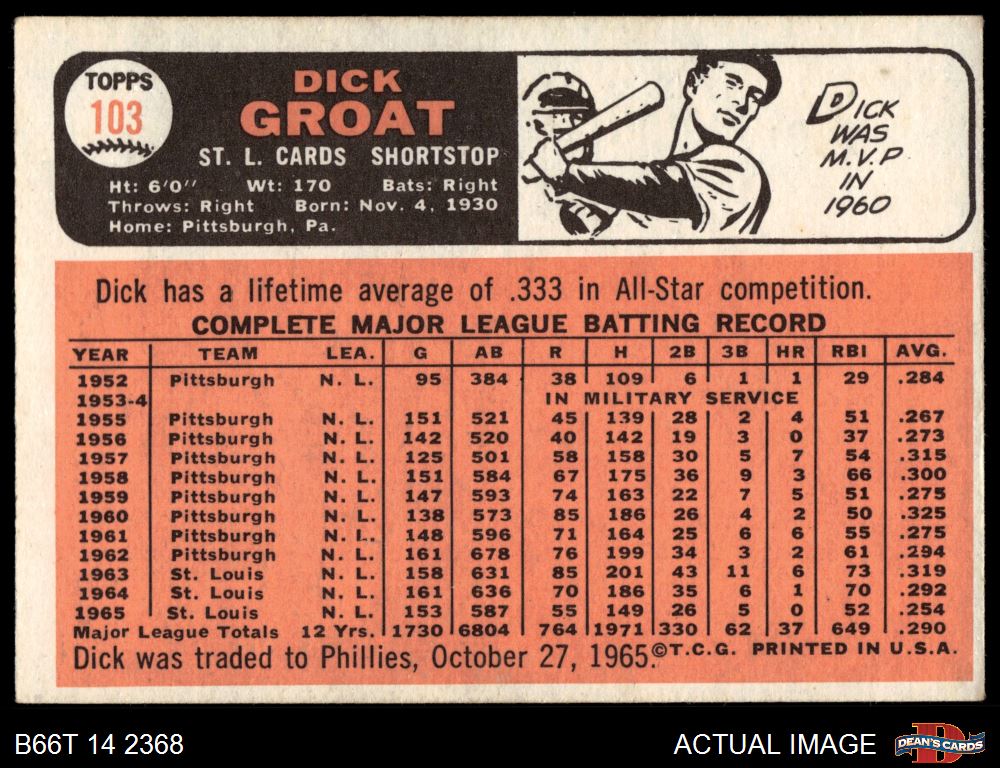 TOPPS
103
DICK
GROAT
ST. L. CARDS SHORTSTOP
Ht: 6'0" Wt: 170 Bats: Right
Throws: Right Born: Nov. 4, 1930
Home: Pittsburgh, Pa.
DICK
WAS
M.V.P
IN
1960
Dick has a lifetime average of .333 in All-Star competition.
COMPLETE MAJOR LEAGUE BATTING RECORD
YEAR TEAM LEA. G AB R H 2B 3B HR RBI AVG.
1952 Pittsburgh N. L. 95 384 38 109 6 1 1 29 .284
1953-4 IN MILITARY SERVICE
1955 Pittsburgh N. L. 151 521 45 139 28 2 4 51 .267
1956 Pittsburgh N. L. 142 520 40 142 19 3 0 37 .273
1957 Pittsburgh N. L. 125 501 58 158 30 5 7 54 .315
1958 Pittsburgh N. L. 151 584 67 175 36 9 3 66 .300
1959 Pittsburgh N. L. 147 593 74 163 22 7 5 51 .275
1960 Pittsburgh N. L. 138 573 85 186 26 4 2 50 .325
1961 Pittsburgh N. L. 148 596 71 164 25 6 6 55 .275
1962 Pittsburgh N. L. 161 678 76 199 34 3 2 61 .294
1963 St. Louis N. L. 158 631 85 201 43 11 6 73 .319
1964 St. Louis N. L. 161 636 70 186 35 6 1 70 .292
1965 St. Louis N. L. 153 587 55 149 26 5 0 52 .254
Major League Totals 12 Yrs. 1730 6804 764 1971 330 62 37 649 .290
Dick was traded to Phillies, October 27, 1965. ©T.C.G. PRINTED IN U.S.A.
B66T 14 2368
ACTUAL IMAGE
D
DEAN'S CARDS